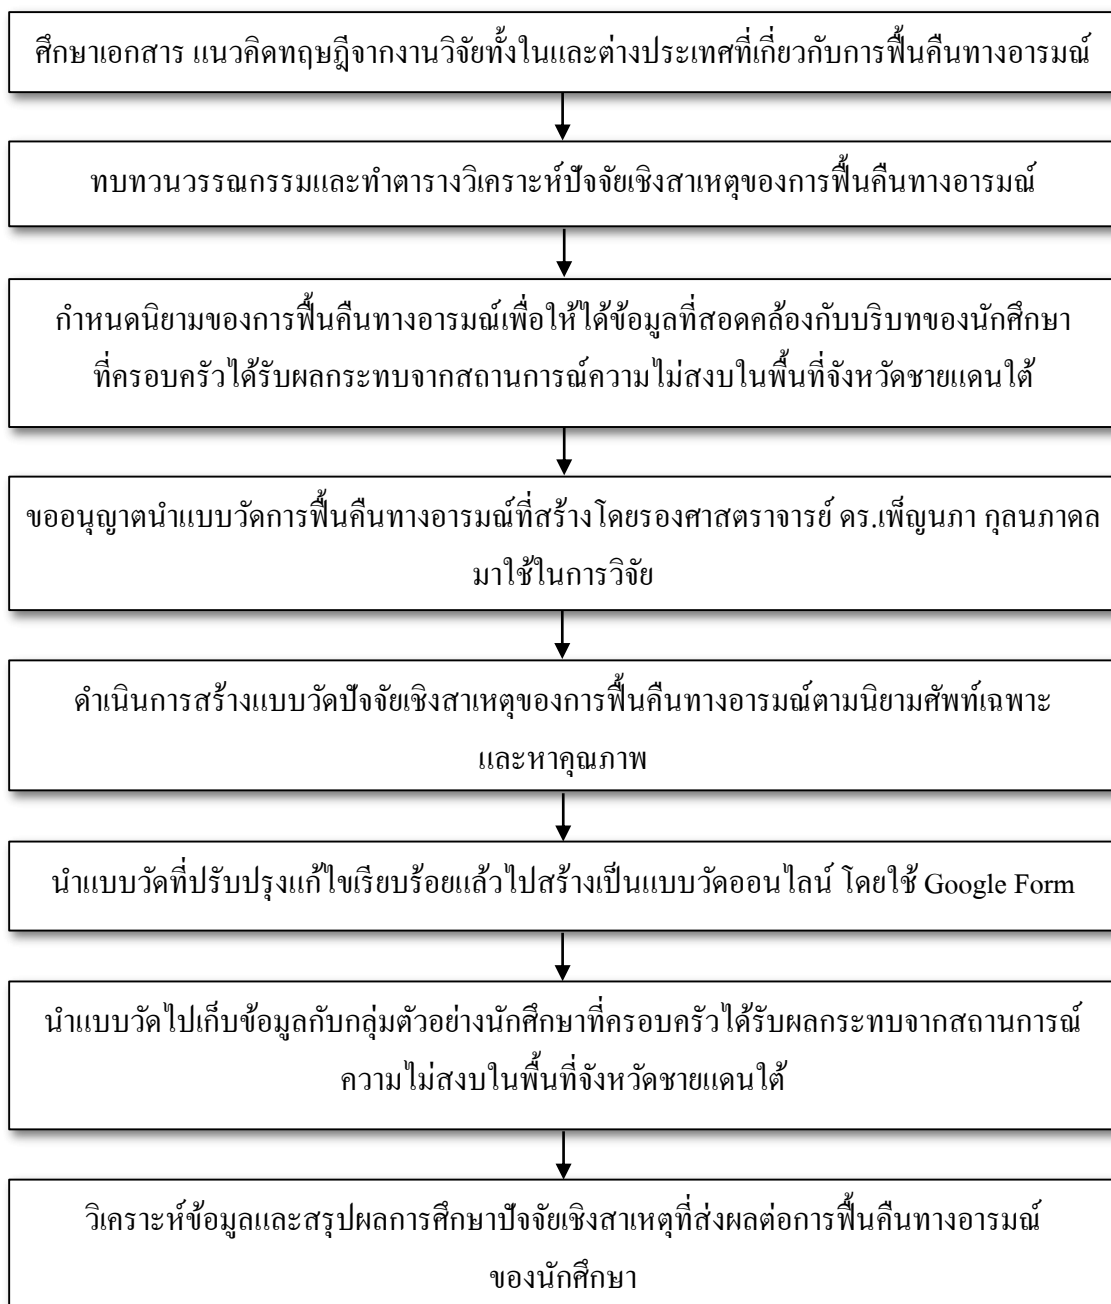 ศึกษาเอกสาร แนวคิดทฤษฎีจากงานวิจัยทั้งในและต่างประเทศที่เกี่ยวกับการฟื้นคืนทางอารมณ์
ทบทวนวรรณกรรมและทำตารางวิเคราะห์ปัจจัยเชิงสาเหตุของการฟื้นคืนทางอารมณ์
กำหนดนิยามของการฟื้นคืนทางอารมณ์เพื่อให้ได้ข้อมูลที่สอดคล้องกับบริบทของนักศึกษา
ที่ครอบครัวได้รับผลกระทบจากสถานการณ์ความไม่สงบในพื้นที่จังหวัดชายแดนใต้
ขออนุญาตนำแบบวัดการฟื้นคืนทางอารมณ์ที่สร้างโดยรองศาสตราจารย์ ดร.เพ็ญนภา กุลนภาดล
มาใช้ในการวิจัย
ดำเนินการสร้างแบบวัดปัจจัยเชิงสาเหตุของการฟื้นคืนทางอารมณ์ตามนิยามศัพท์เฉพาะ
และหาคุณภาพ
นำแบบวัดที่ปรับปรุงแก้ไขเรียบร้อยแล้วไปสร้างเป็นแบบวัดออนไลน์ โดยใช้ Google Form
นำแบบวัดไปเก็บข้อมูลกับกลุ่มตัวอย่างนักศึกษาที่ครอบครัวได้รับผลกระทบจากสถานการณ์
ความไม่สงบในพื้นที่จังหวัดชายแดนใต้
วิเคราะห์ข้อมูลและสรุปผลการศึกษาปัจจัยเชิงสาเหตุที่ส่งผลต่อการฟื้นคืนทางอารมณ์
ของนักศึกษา